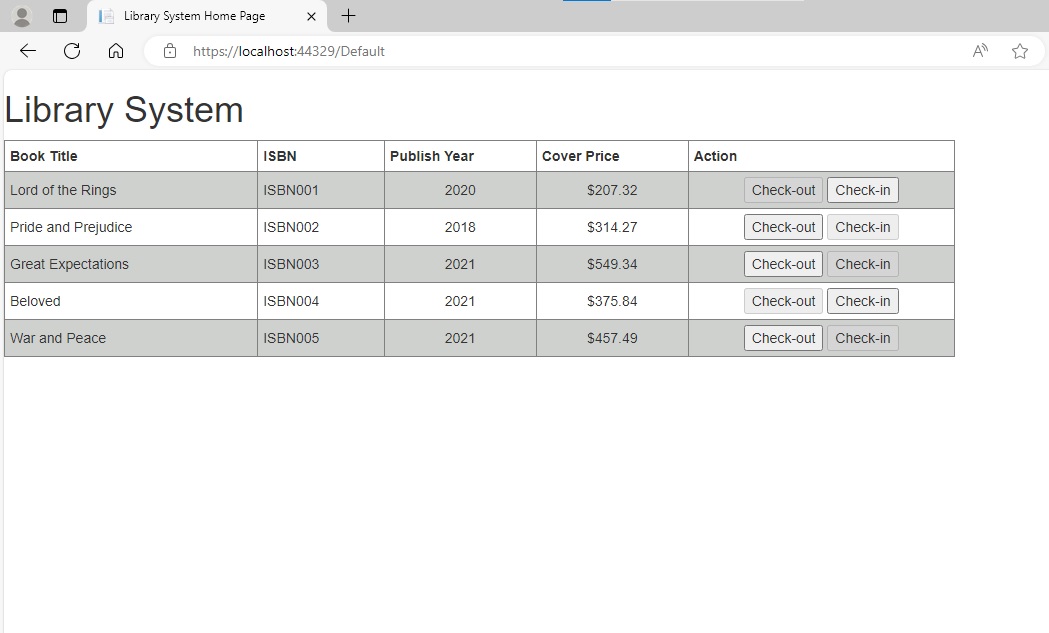 Library System Home Page
https://localhost:44329/Default
Library System
Book Title ISBN Publish Year Cover Price Action
Lord of the Rings ISBN001 2020 $207.32 Check-out Check-in
Pride and Prejudice ISBN002 2018 $314.27 Check-out Check-in
Great Expectations ISBN003 2021 $549.34 Check-out Check-in
Beloved ISBN004 2021 $375.84 Check-out Check-in
War and Peace ISBN005 2021 $457.49 Check-out Check-in